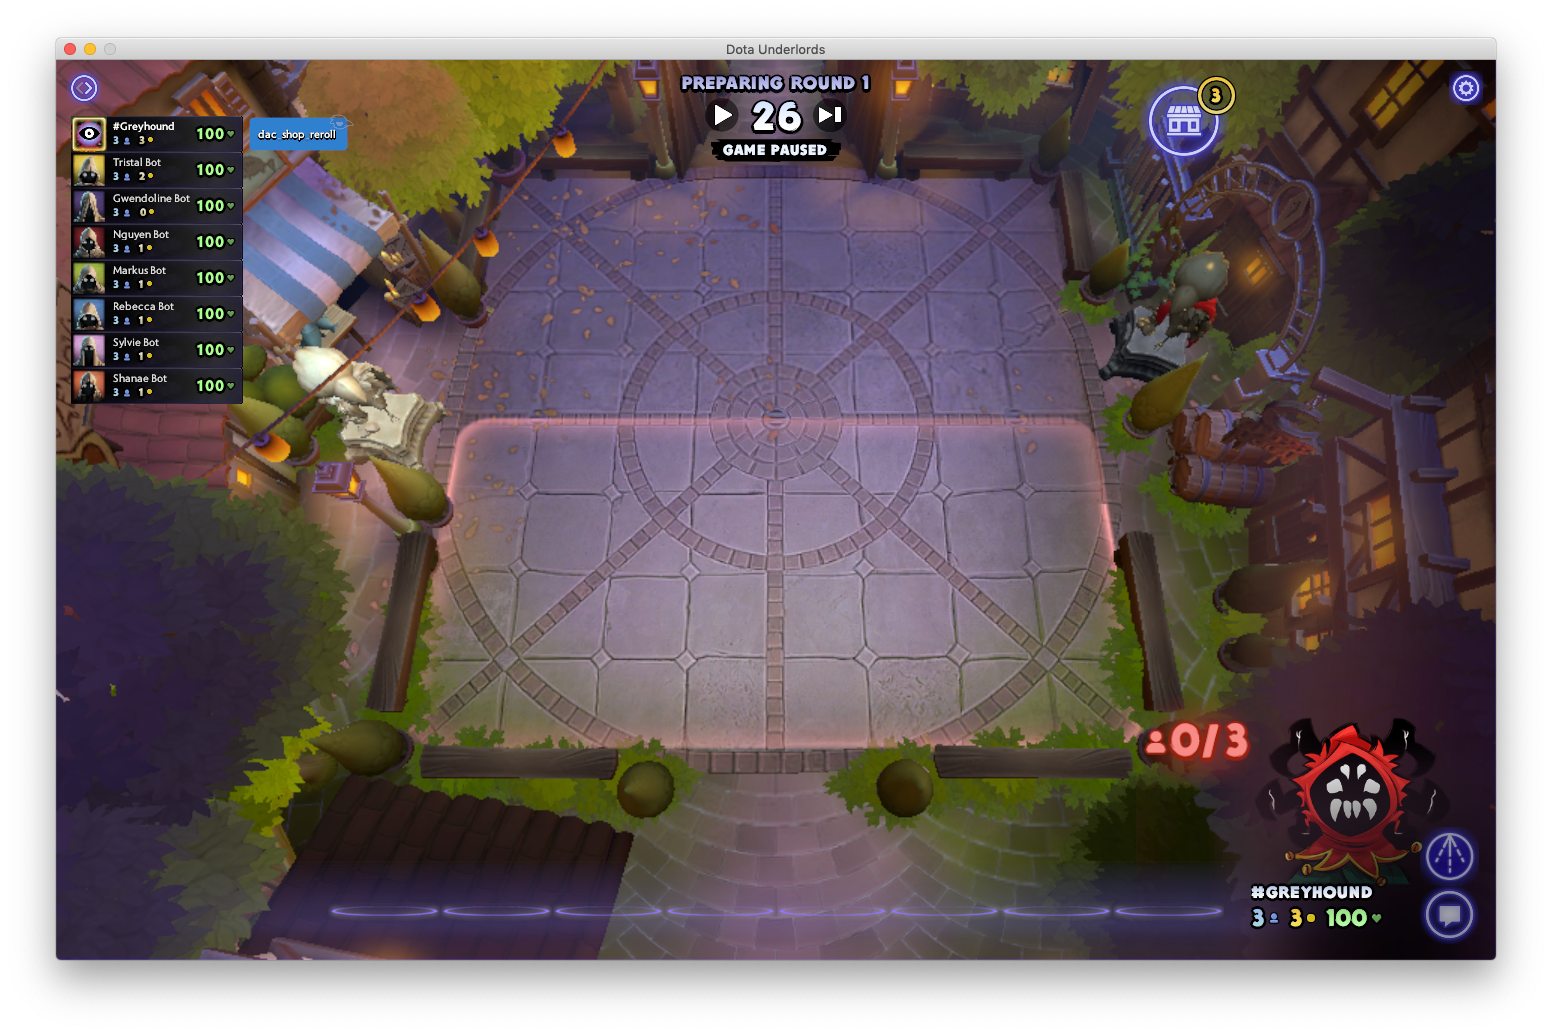 Dota Underlords
PREPARING ROUND 1
26
GAME PAUSED
3
#Greyhound
3 3
100
dac_shop_reroll
Tristal Bot
3 2
100
Gwendoline Bot
3 0
100
Nguyen Bot
3 1
100
Markus Bot
3 1
100
Rebecca Bot
3 1
100
Sylvie Bot
3 1
100
Shanae Bot
3 1
100
0/3
#GREYHOUND
3 3 100